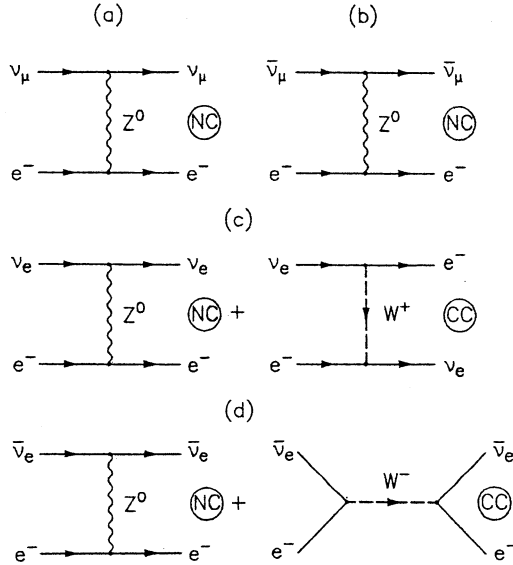 (a) (b)
ν_μ ν_μ ν̄_μ ν̄_μ
Z⁰ NC Z⁰ NC
e⁻ e⁻ e⁻ e⁻
(c)
ν_e ν_e ν_e e⁻
Z⁰ NC + W⁺ CC
e⁻ e⁻ e⁻ ν_e
(d)
ν̄_e ν̄_e ν̄_e ν̄_e
Z⁰ NC + W⁻ CC
e⁻ e⁻ e⁻ e⁻